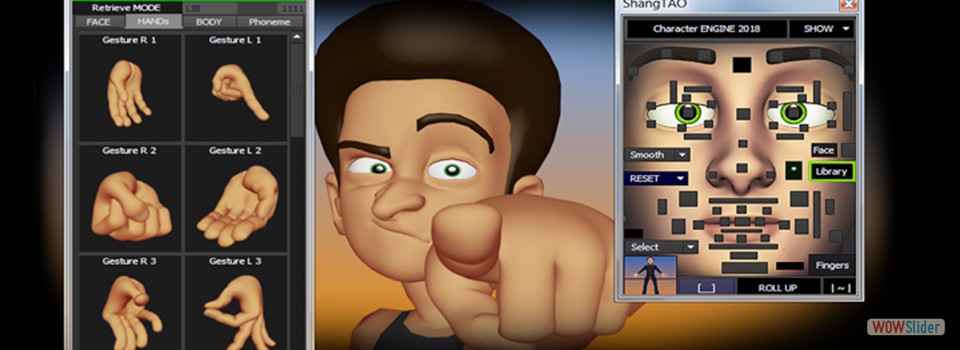 Retrieve MODE LIB 1111
FACE HANDs BODY Phoneme
Gesture R 1 Gesture L 1
Gesture R 2 Gesture L 2
Gesture R 3 Gesture L 3
ShangTAO
Character ENGINE 2018 SHOW
Smooth
Face
RESET
Library
Select
Fingers
[...] ROLL UP |~|
WOWSlider